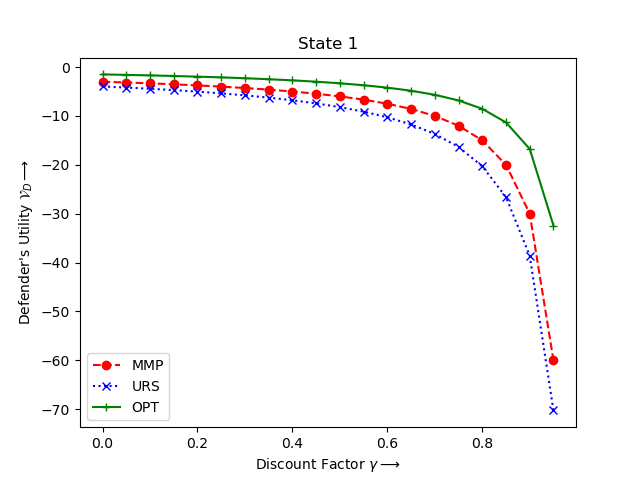 State 1
Defender's Utility 𝒱_D ⟶
0
−10
−20
−30
−40
−50
−60
−70
MMP
URS
OPT
0.0 0.2 0.4 0.6 0.8
Discount Factor γ ⟶